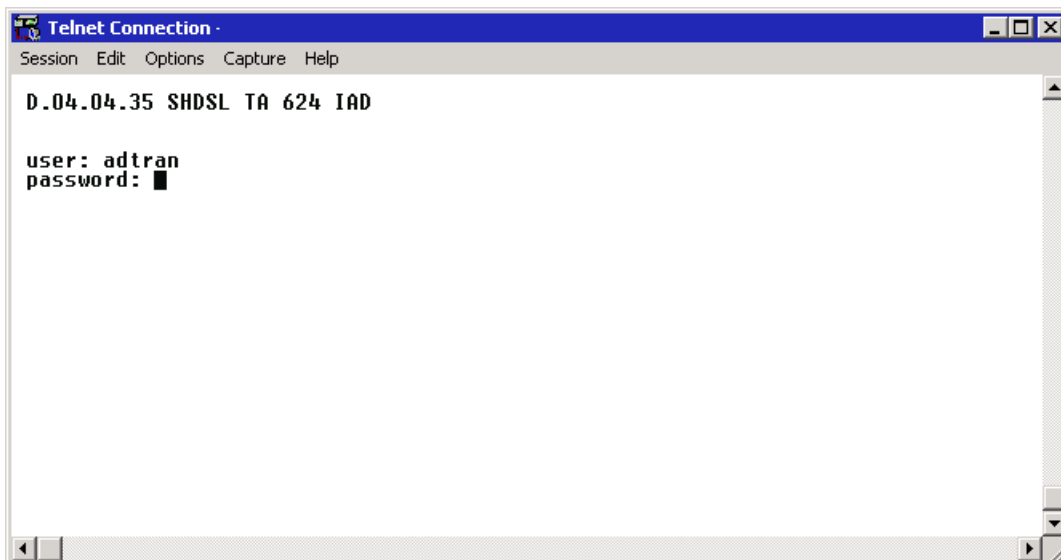 Telnet Connection -
Session Edit Options Capture Help
D.04.04.35 SHDSL TA 624 IAD
user: adtran
password: